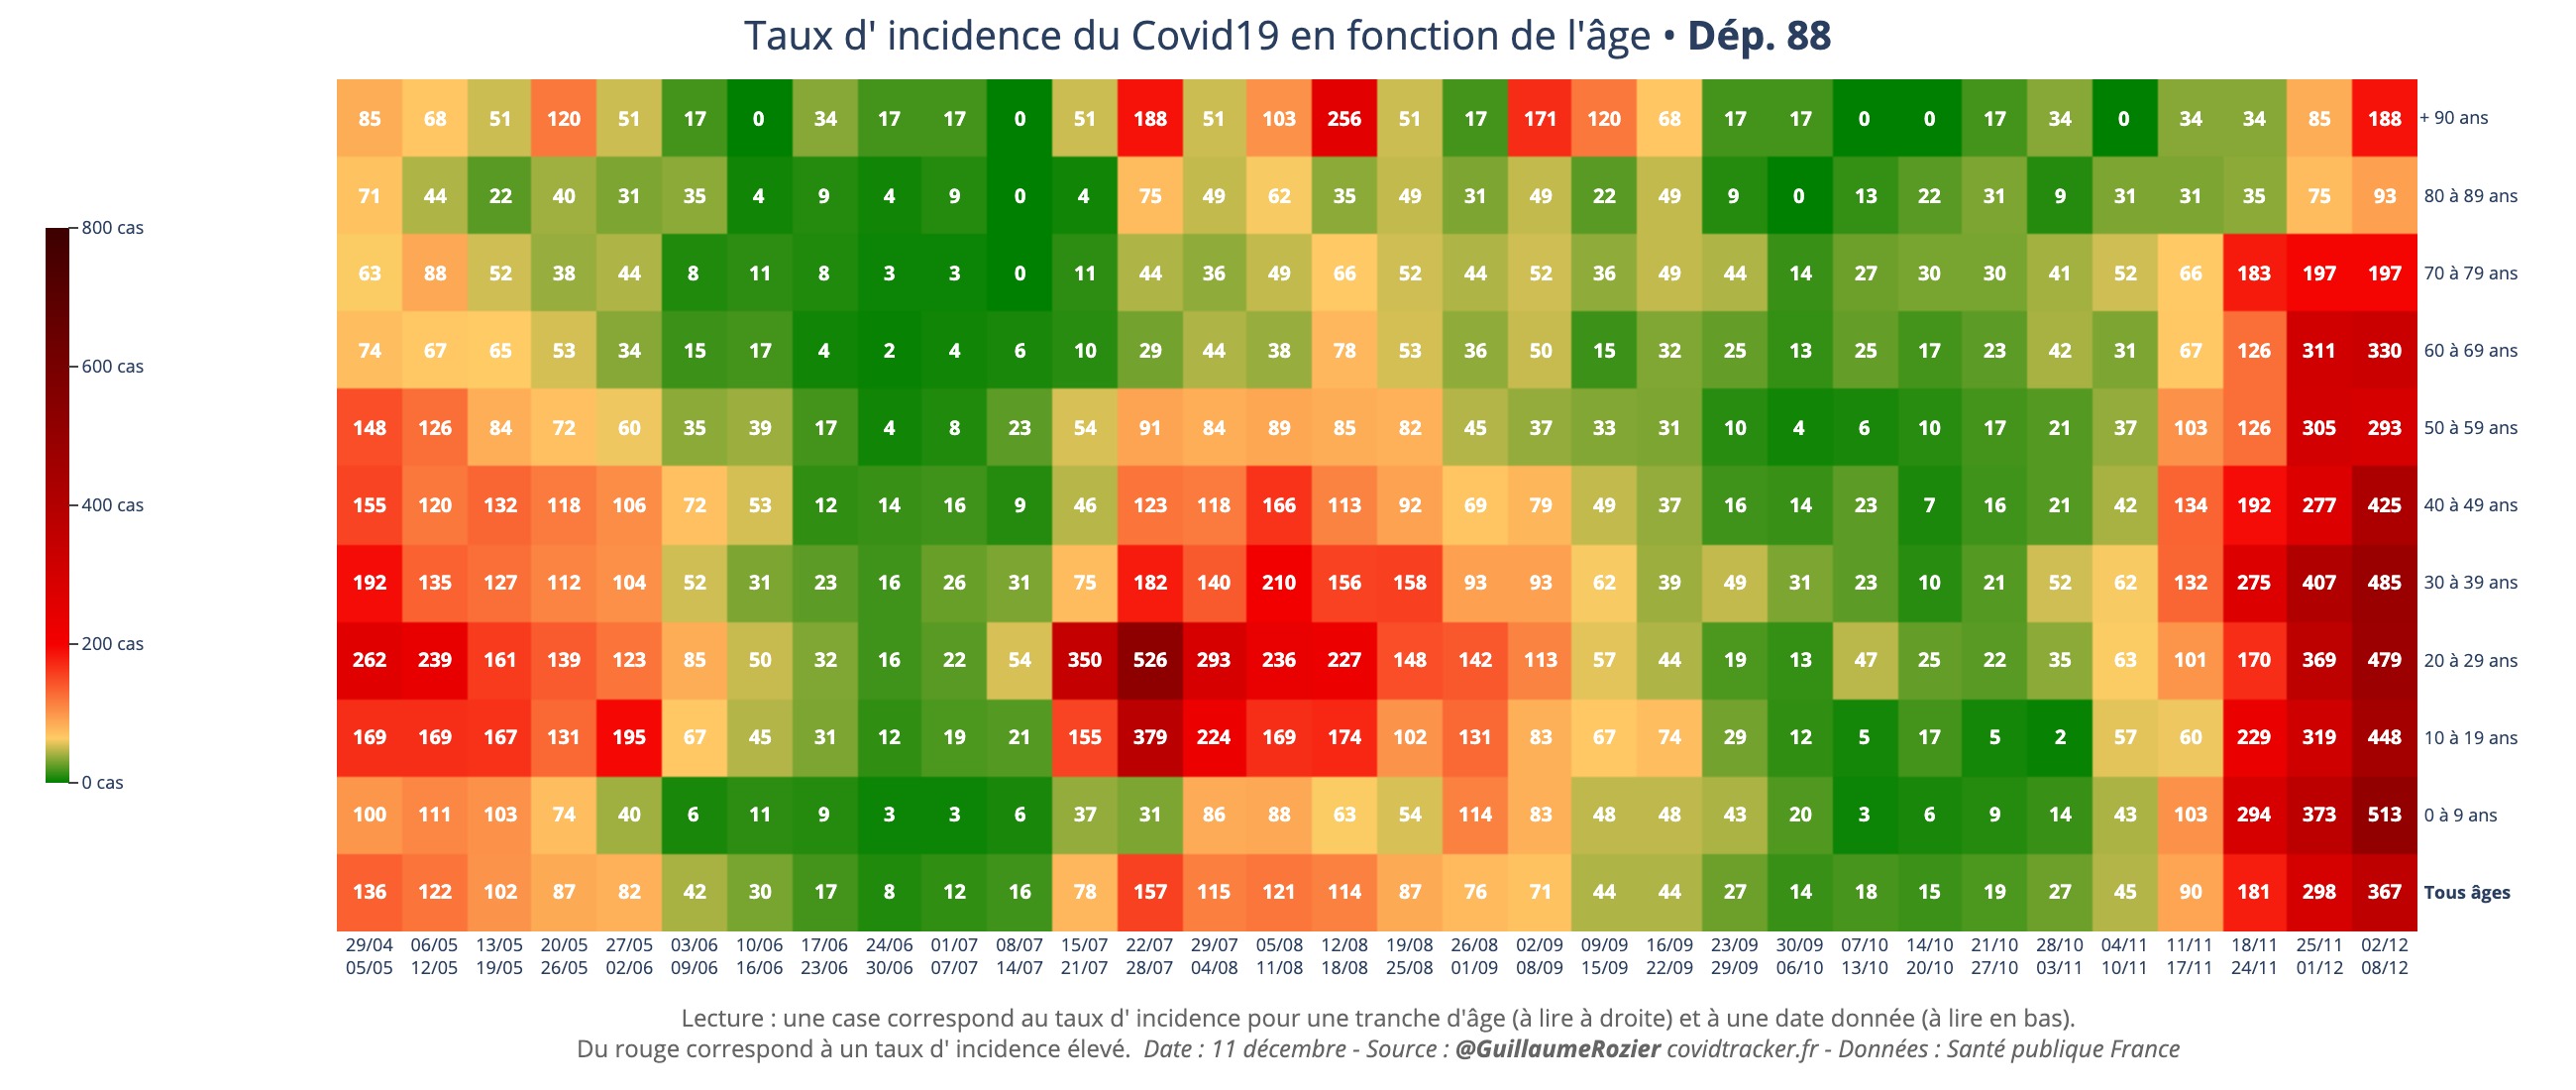 Taux d' incidence du Covid19 en fonction de l'âge • Dép. 88
85 68 51 120 51 17 0 34 17 17 0 51 188 51 103 256 51 17 171 120 68 17 17 0 0 17 34 0 34 34 85 188 + 90 ans
71 44 22 40 31 35 4 9 4 9 0 4 75 49 62 35 49 31 49 22 49 9 0 13 22 31 9 31 31 35 75 93 80 à 89 ans
800 cas
63 88 52 38 44 8 11 8 3 3 0 11 44 36 49 66 52 44 52 36 49 44 14 27 30 30 41 52 66 183 197 197 70 à 79 ans
74 67 65 53 34 15 17 4 2 4 6 10 29 44 38 78 53 36 50 15 32 25 13 25 17 23 42 31 67 126 311 330 60 à 69 ans
600 cas
148 126 84 72 60 35 39 17 4 8 23 54 91 84 89 85 82 45 37 33 31 10 4 6 10 17 21 37 103 126 305 293 50 à 59 ans
400 cas
155 120 132 118 106 72 53 12 14 16 9 46 123 118 166 113 92 69 79 49 37 16 14 23 7 16 21 42 134 192 277 425 40 à 49 ans
192 135 127 112 104 52 31 23 16 26 31 75 182 140 210 156 158 93 93 62 39 49 31 23 10 21 52 62 132 275 407 485 30 à 39 ans
200 cas
262 239 161 139 123 85 50 32 16 22 54 350 526 293 236 227 148 142 113 57 44 19 13 47 25 22 35 63 101 170 369 479 20 à 29 ans
169 169 167 131 195 67 45 31 12 19 21 155 379 224 169 174 102 131 83 67 74 29 12 5 17 5 2 57 60 229 319 448 10 à 19 ans
0 cas
100 111 103 74 40 6 11 9 3 3 6 37 31 86 88 63 54 114 83 48 48 43 20 3 6 9 14 43 103 294 373 513 0 à 9 ans
136 122 102 87 82 42 30 17 8 12 16 78 157 115 121 114 87 76 71 44 44 27 14 18 15 19 27 45 90 181 298 367 Tous âges
29/04 06/05 13/05 20/05 27/05 03/06 10/06 17/06 24/06 01/07 08/07 15/07 22/07 29/07 05/08 12/08 19/08 26/08 02/09 09/09 16/09 23/09 30/09 07/10 14/10 21/10 28/10 04/11 11/11 18/11 25/11 02/12
05/05 12/05 19/05 26/05 02/06 09/06 16/06 23/06 30/06 07/07 14/07 21/07 28/07 04/08 11/08 18/08 25/08 01/09 08/09 15/09 22/09 29/09 06/10 13/10 20/10 27/10 03/11 10/11 17/11 24/11 01/12 08/12
Lecture : une case correspond au taux d' incidence pour une tranche d'âge (à lire à droite) et à une date donnée (à lire en bas).
Du rouge correspond à un taux d' incidence élevé. Date : 11 décembre - Source : @GuillaumeRozier covidtracker.fr - Données : Santé publique France